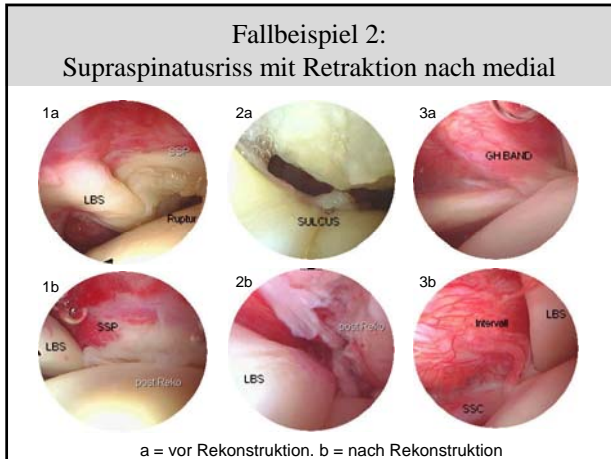 Fallbeispiel 2:
Supraspinatusriss mit Retraktion nach medial
1a
SSP
LBS
Ruptur
2a
SULCUS
3a
GH BAND
1b
SSP
LBS
post Reko
2b
post Reko
LBS
3b
Intervall
LBS
SSC
a = vor Rekonstruktion. b = nach Rekonstruktion